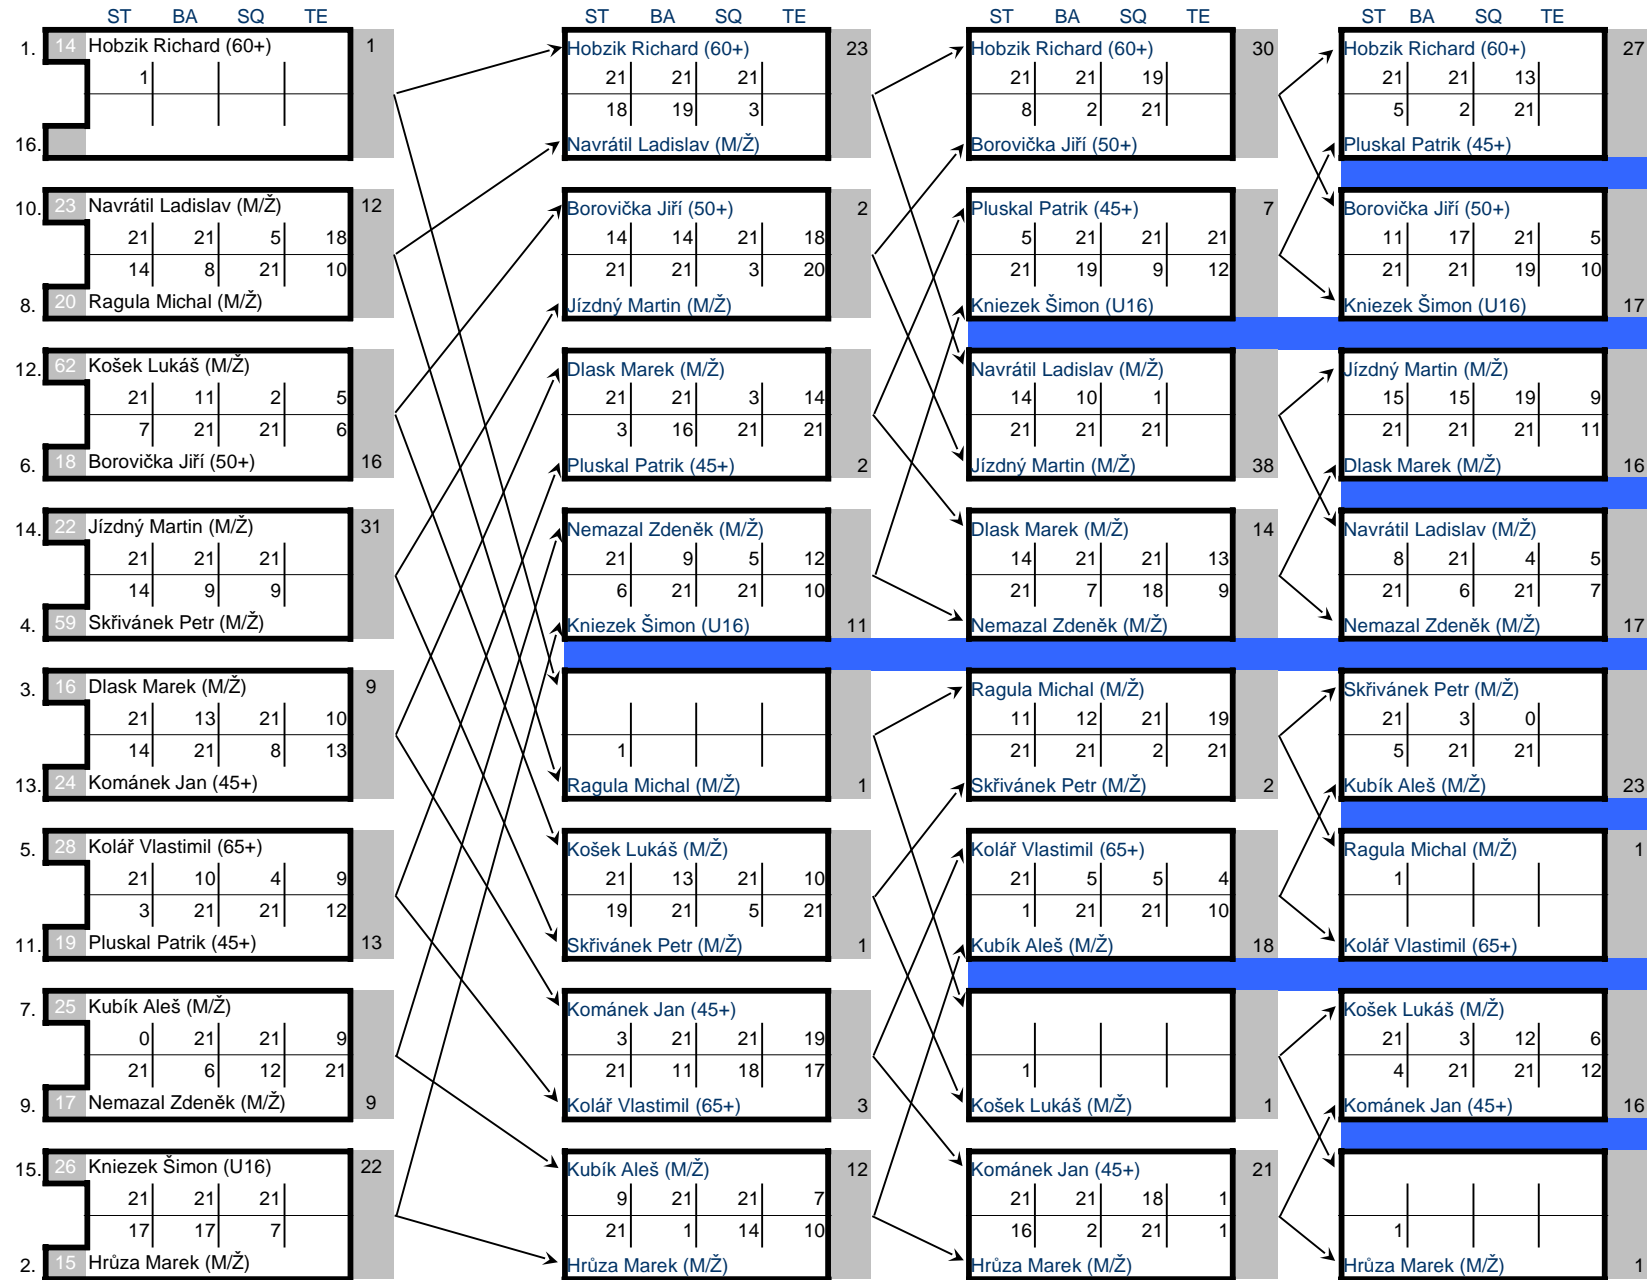 ST BA SQ TE ST BA SQ TE ST BA SQ TE ST BA SQ TE
1. 14 Hobzik Richard (60+) 1 Hobzik Richard (60+) 23 Hobzik Richard (60+) 30 Hobzik Richard (60+) 27
1 21 21 21 21 21 19 21 21 13
18 19 3 8 2 21 5 2 21
16. Navrátil Ladislav (M/Ž) Borovička Jiří (50+) Pluskal Patrik (45+)
10. 23 Navrátil Ladislav (M/Ž) 12 Borovička Jiří (50+) 2 Pluskal Patrik (45+) 7 Borovička Jiří (50+)
21 21 5 18 14 14 21 18 5 21 21 21 11 17 21 5
14 8 21 10 21 21 3 20 21 19 9 12 21 21 19 10
8. 20 Ragula Michal (M/Ž) Jízdný Martin (M/Ž) Kniezek Šimon (U16) Kniezek Šimon (U16) 17
12. 62 Košek Lukáš (M/Ž) Dlask Marek (M/Ž) Navrátil Ladislav (M/Ž) Jízdný Martin (M/Ž)
21 11 2 5 21 21 3 14 14 10 1 15 15 19 9
7 21 21 6 3 16 21 21 21 21 21 21 21 21 11
6. 18 Borovička Jiří (50+) 16 Pluskal Patrik (45+) 2 Jízdný Martin (M/Ž) 38 Dlask Marek (M/Ž) 16
14. 22 Jízdný Martin (M/Ž) 31 Nemazal Zdeněk (M/Ž) Dlask Marek (M/Ž) 14 Navrátil Ladislav (M/Ž)
21 21 21 21 9 5 12 14 21 21 13 8 21 4 5
14 9 9 6 21 21 10 21 7 18 9 21 6 21 7
4. 59 Skřivánek Petr (M/Ž) Kniezek Šimon (U16) 11 Nemazal Zdeněk (M/Ž) Nemazal Zdeněk (M/Ž) 17
3. 16 Dlask Marek (M/Ž) 9 Ragula Michal (M/Ž) Skřivánek Petr (M/Ž)
21 13 21 10 11 12 21 19 21 3 0
14 21 8 13 1 21 21 2 21 5 21 21
13. 24 Kománek Jan (45+) Ragula Michal (M/Ž) 1 Skřivánek Petr (M/Ž) 2 Kubík Aleš (M/Ž) 23
5. 28 Kolář Vlastimil (65+) Košek Lukáš (M/Ž) Kolář Vlastimil (65+) Ragula Michal (M/Ž) 1
21 10 4 9 21 13 21 10 21 5 5 4 1
3 21 21 12 19 21 5 21 1 21 21 10
11. 19 Pluskal Patrik (45+) 13 Skřivánek Petr (M/Ž) 1 Kubík Aleš (M/Ž) 18 Kolář Vlastimil (65+)
7. 25 Kubík Aleš (M/Ž) Kománek Jan (45+) Košek Lukáš (M/Ž)
0 21 21 9 3 21 21 19 21 3 12 6
21 6 12 21 21 11 18 17 1 4 21 21 12
9. 17 Nemazal Zdeněk (M/Ž) 9 Kolář Vlastimil (65+) 3 Košek Lukáš (M/Ž) 1 Kománek Jan (45+) 16
15. 26 Kniezek Šimon (U16) 22 Kubík Aleš (M/Ž) 12 Kománek Jan (45+) 21
21 21 21 9 21 21 7 21 21 18 1
17 17 7 21 1 14 10 16 2 21 1 1
2. 15 Hrůza Marek (M/Ž) Hrůza Marek (M/Ž) Hrůza Marek (M/Ž) Hrůza Marek (M/Ž) 1